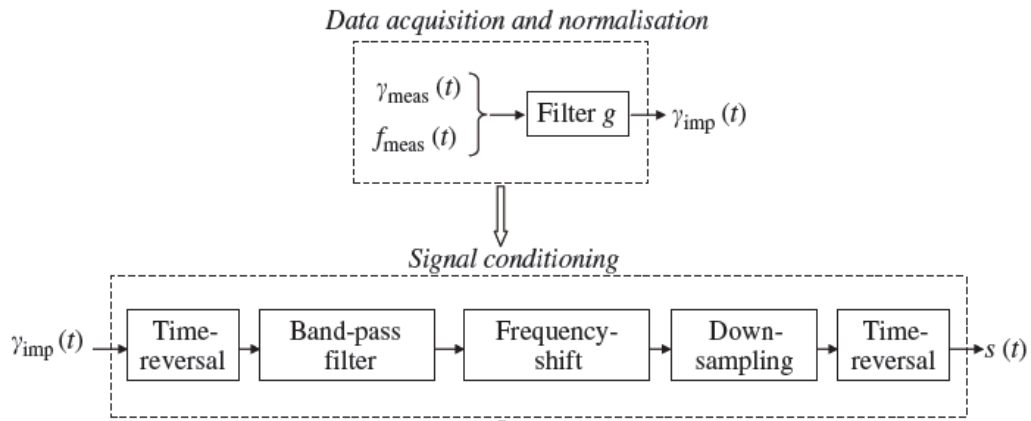 Data acquisition and normalisation
γmeas (t)
fmeas (t)
Filter g
γimp (t)
Signal conditioning
γimp (t)
Time-
reversal
Band-pass
filter
Frequency-
shift
Down-
sampling
Time-
reversal
s (t)